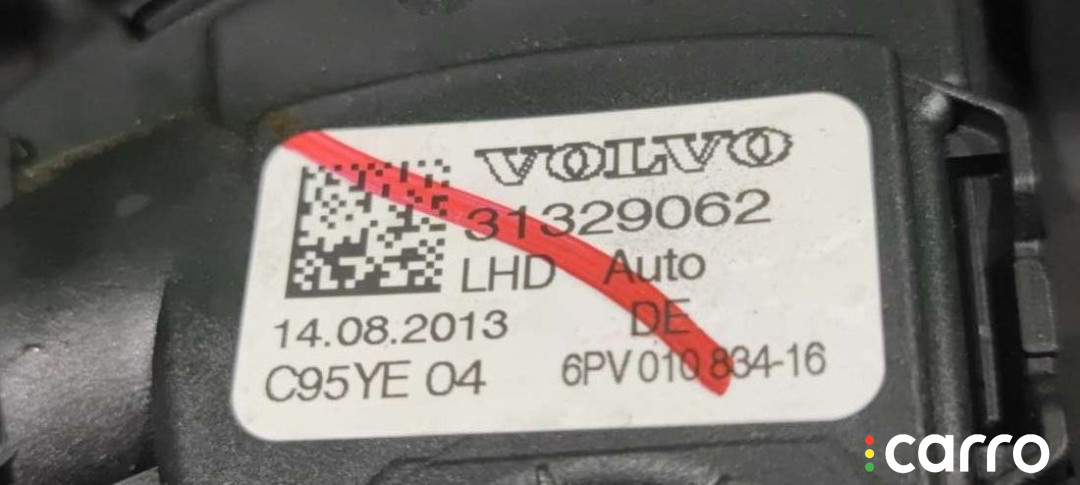 VOLVO
31329062
LHD Auto
DE
14.08.2013
C95YE 04
6PV 010 834-16
carro